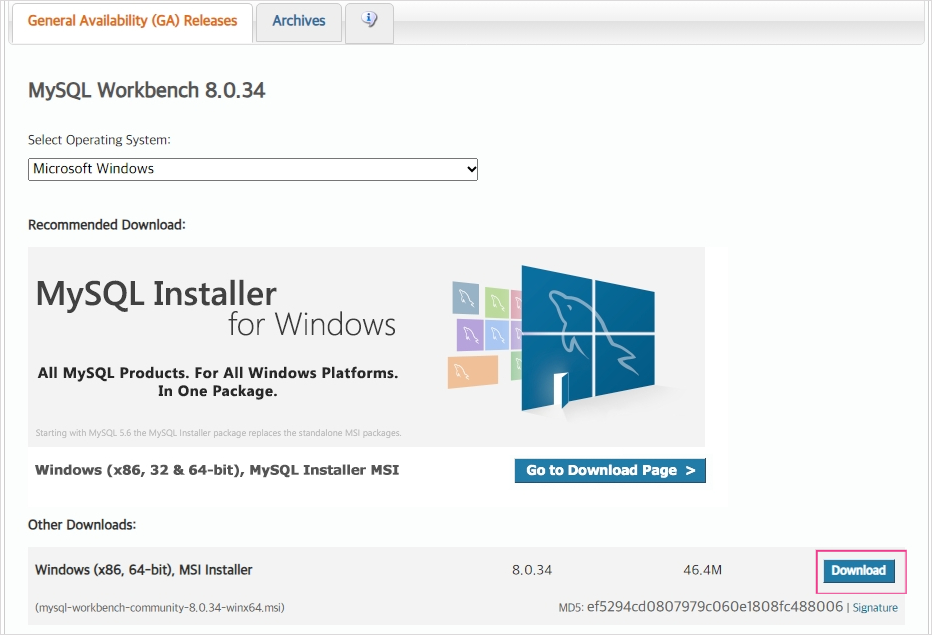 General Availability (GA) Releases
Archives
MySQL Workbench 8.0.34
Select Operating System:
Microsoft Windows
Recommended Download:
MySQL Installer
for Windows
All MySQL Products. For All Windows Platforms.
In One Package.
Starting with MySQL 5.6 the MySQL Installer package replaces the standalone MSI packages.
Windows (x86, 32 & 64-bit), MySQL Installer MSI
Go to Download Page >
Other Downloads:
Windows (x86, 64-bit), MSI Installer 8.0.34 46.4M Download
(mysql-workbench-community-8.0.34-winx64.msi) MD5: ef5294cd0807979c060e1808fc488006 | Signature